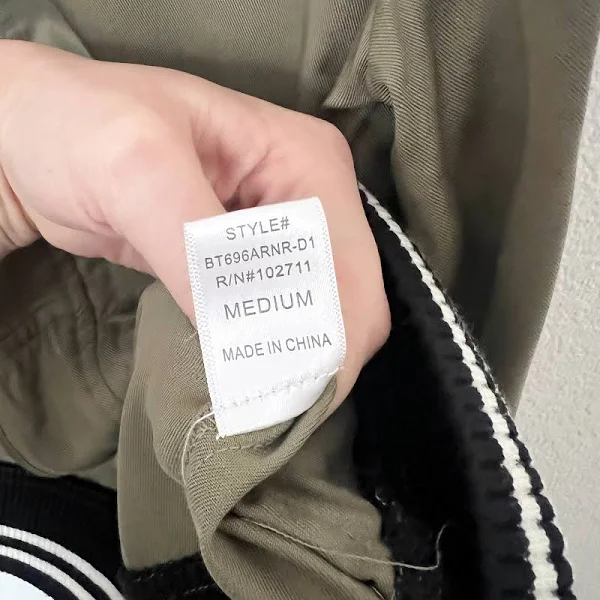 STYLE#
BT696ARNR-D1
R/N#102711
MEDIUM
MADE IN CHINA